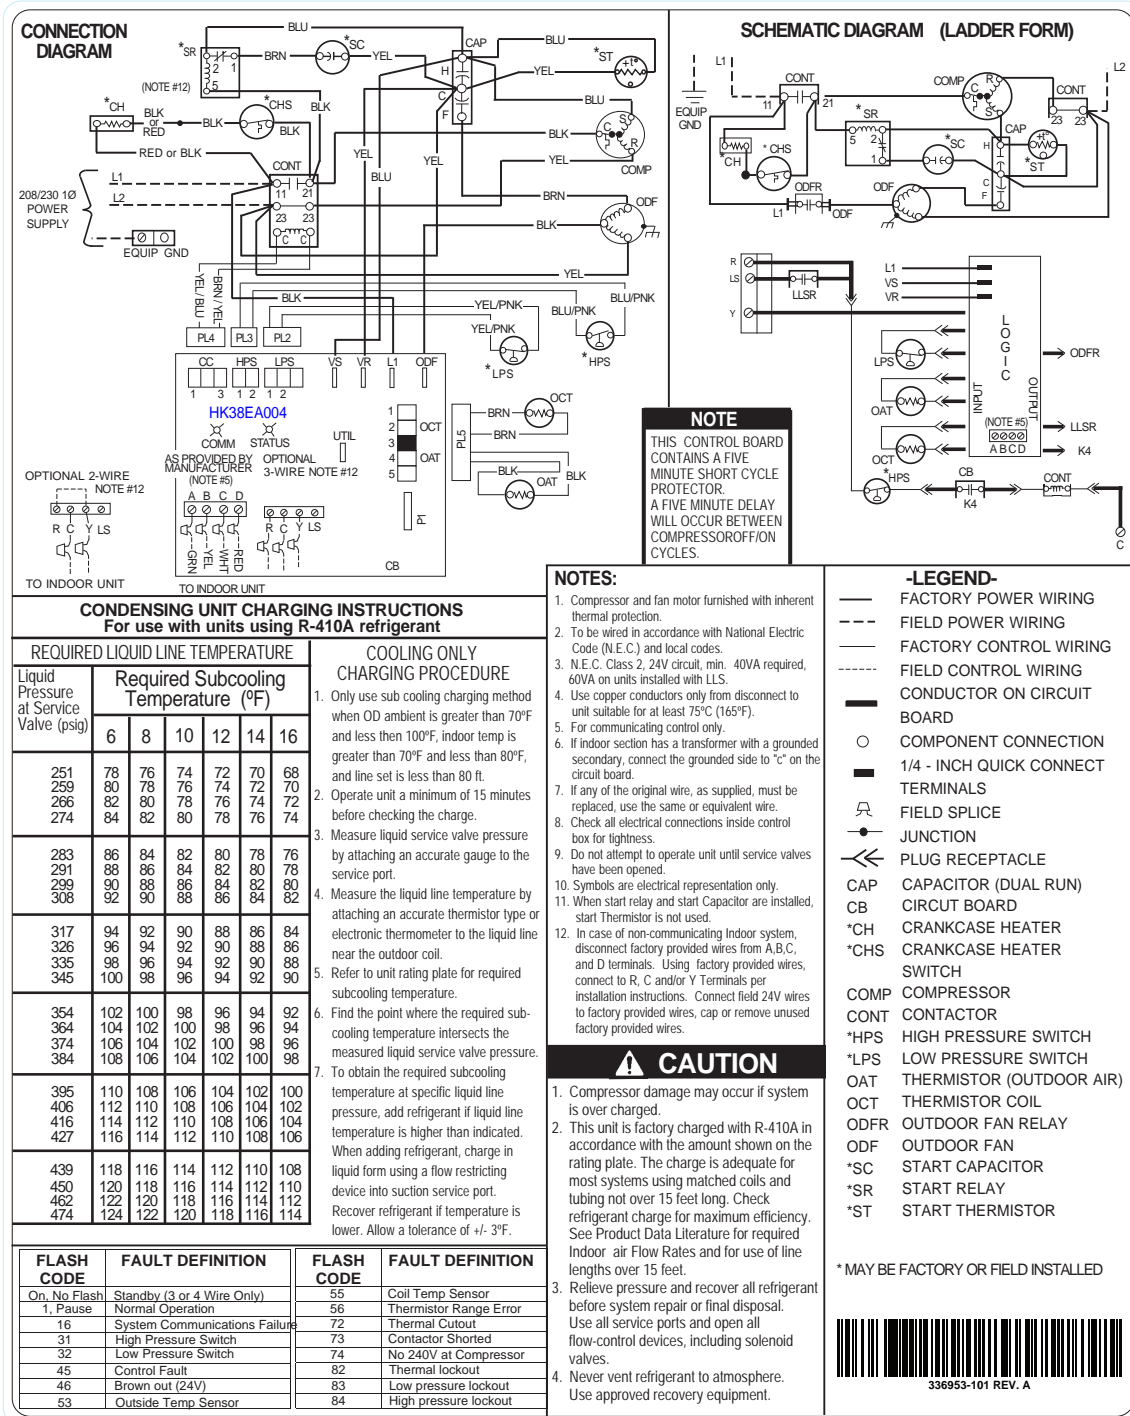 CONNECTION
DIAGRAM
BLU
CAP
BLU
*SR
BRN
*SC
YEL
*ST
+t°
2 1
H
YEL
(NOTE #12)
5
C
BLU
*CH
BLK
or
RED
BLK
*CHS
BLK
BLK
F
S
C
R
BLK
RED or BLK
YEL
BLU
YEL
YEL
COMP
CONT
L1
11 21
L2
23 23
BRN
ODF
208/230 1Ø
POWER
SUPPLY
BLK
C C
EQUIP GND
YEL
YEL/ BLU
BRN/ YEL
BLK
YEL/PNK
BLU/PNK
BLU/PNK
YEL/PNK
PL4
PL3
PL2
*LPS
*HPS
CC
HPS
LPS
VS
VR
L1
ODF
1 3
1 2
1 2
HK38EA004
COMM
STATUS
UTIL
1
2
3
4
5
OCT
OAT
PL5
BRN
BRN
OCT
BLK
OAT
BLK
P1
AS PROVIDED BY
MANUFACTURER
(NOTE #5)
OPTIONAL
3-WIRE NOTE #12
OPTIONAL 2-WIRE
NOTE #12
A B C D
R C Y LS
R C Y LS
GRN
YEL
WHT
RED
CB
TO INDOOR UNIT
TO INDOOR UNIT
SCHEMATIC DIAGRAM (LADDER FORM)
L1
L2
CONT
COMP
R
C
S
CONT
11
21
23 23
EQUIP
GND
*SR
5
2
1
*SC
CAP
H
C
F
+t°
*ST
*CH
* CHS
ODFR
ODF
L1
ODF
R
LS
Y
LLSR
L1
VS
VR
LOGIC
INPUT
OUTPUT
LPS
OAT
OCT
ODFR
(NOTE #5)
A B C D
LLSR
K4
*HPS
CB
K4
CONT
C
NOTE
THIS CONTROL BOARD
CONTAINS A FIVE
MINUTE SHORT CYCLE
PROTECTOR.
A FIVE MINUTE DELAY
WILL OCCUR BETWEEN
COMPRESSOROFF/ON
CYCLES.
CONDENSING UNIT CHARGING INSTRUCTIONS
For use with units using R-410A refrigerant
REQUIRED LIQUID LINE TEMPERATURE
Liquid
Pressure
at Service
Valve (psig)
Required Subcooling
Temperature (°F)
6 8 10 12 14 16
251 78 76 74 72 70 68
259 80 78 76 74 72 70
266 82 80 78 76 74 72
274 84 82 80 78 76 74
283 86 84 82 80 78 76
291 88 86 84 82 80 78
299 90 88 86 84 82 80
308 92 90 88 86 84 82
317 94 92 90 88 86 84
326 96 94 92 90 88 86
335 98 96 94 92 90 88
345 100 98 96 94 92 90
354 102 100 98 96 94 92
364 104 102 100 98 96 94
374 106 104 102 100 98 96
384 108 106 104 102 100 98
395 110 108 106 104 102 100
406 112 110 108 106 104 102
416 114 112 110 108 106 104
427 116 114 112 110 108 106
439 118 116 114 112 110 108
450 120 118 116 114 112 110
462 122 120 118 116 114 112
474 124 122 120 118 116 114
COOLING ONLY
CHARGING PROCEDURE
1. Only use sub cooling charging method
when OD ambient is greater than 70°F
and less then 100°F, indoor temp is
greater than 70°F and less than 80°F,
and line set is less than 80 ft.
2. Operate unit a minimum of 15 minutes
before checking the charge.
3. Measure liquid service valve pressure
by attaching an accurate gauge to the
service port.
4. Measure the liquid line temperature by
attaching an accurate thermistor type or
electronic thermometer to the liquid line
near the outdoor coil.
5. Refer to unit rating plate for required
subcooling temperature.
6. Find the point where the required sub-
cooling temperature intersects the
measured liquid service valve pressure.
7. To obtain the required subcooling
temperature at specific liquid line
pressure, add refrigerant if liquid line
temperature is higher than indicated.
When adding refrigerant, charge in
liquid form using a flow restricting
device into suction service port.
Recover refrigerant if temperature is
lower. Allow a tolerance of +/- 3°F.
FLASH CODE FAULT DEFINITION
On, No Flash Standby (3 or 4 Wire Only)
1, Pause Normal Operation
16 System Communications Failure
31 High Pressure Switch
32 Low Pressure Switch
45 Control Fault
46 Brown out (24V)
53 Outside Temp Sensor
FLASH CODE FAULT DEFINITION
55 Coil Temp Sensor
56 Thermistor Range Error
72 Thermal Cutout
73 Contactor Shorted
74 No 240V at Compressor
82 Thermal lockout
83 Low pressure lockout
84 High pressure lockout
NOTES:
1. Compressor and fan motor furnished with inherent
thermal protection.
2. To be wired in accordance with National Electric
Code (N.E.C.) and local codes.
3. N.E.C. Class 2, 24V circuit, min. 40VA required,
60VA on units installed with LLS.
4. Use copper conductors only from disconnect to
unit suitable for at least 75°C (165°F).
5. For communicating control only.
6. If indoor section has a transformer with a grounded
secondary, connect the grounded side to "c" on the
circuit board.
7. If any of the original wire, as supplied, must be
replaced, use the same or equivalent wire.
8. Check all electrical connections inside control
box for tightness.
9. Do not attempt to operate unit until service valves
have been opened.
10. Symbols are electrical representation only.
11. When start relay and start Capacitor are installed,
start Thermistor is not used.
12. In case of non-communicating Indoor system,
disconnect factory provided wires from A,B,C,
and D terminals. Using factory provided wires,
connect to R, C and/or Y Terminals per
installation instructions. Connect field 24V wires
to factory provided wires, cap or remove unused
factory provided wires.
CAUTION
1. Compressor damage may occur if system
is over charged.
2. This unit is factory charged with R-410A in
accordance with the amount shown on the
rating plate. The charge is adequate for
most systems using matched coils and
tubing not over 15 feet long. Check
refrigerant charge for maximum efficiency.
See Product Data Literature for required
Indoor air Flow Rates and for use of line
lengths over 15 feet.
3. Relieve pressure and recover all refrigerant
before system repair or final disposal.
Use all service ports and open all
flow-control devices, including solenoid
valves.
4. Never vent refrigerant to atmosphere.
Use approved recovery equipment.
-LEGEND-
FACTORY POWER WIRING
FIELD POWER WIRING
FACTORY CONTROL WIRING
FIELD CONTROL WIRING
CONDUCTOR ON CIRCUIT
BOARD
COMPONENT CONNECTION
1/4 - INCH QUICK CONNECT
TERMINALS
FIELD SPLICE
JUNCTION
PLUG RECEPTACLE
CAP CAPACITOR (DUAL RUN)
CB CIRCUT BOARD
*CH CRANKCASE HEATER
*CHS CRANKCASE HEATER
SWITCH
COMP COMPRESSOR
CONT CONTACTOR
*HPS HIGH PRESSURE SWITCH
*LPS LOW PRESSURE SWITCH
OAT THERMISTOR (OUTDOOR AIR)
OCT THERMISTOR COIL
ODFR OUTDOOR FAN RELAY
ODF OUTDOOR FAN
*SC START CAPACITOR
*SR START RELAY
*ST START THERMISTOR
* MAY BE FACTORY OR FIELD INSTALLED
336953-101 REV. A